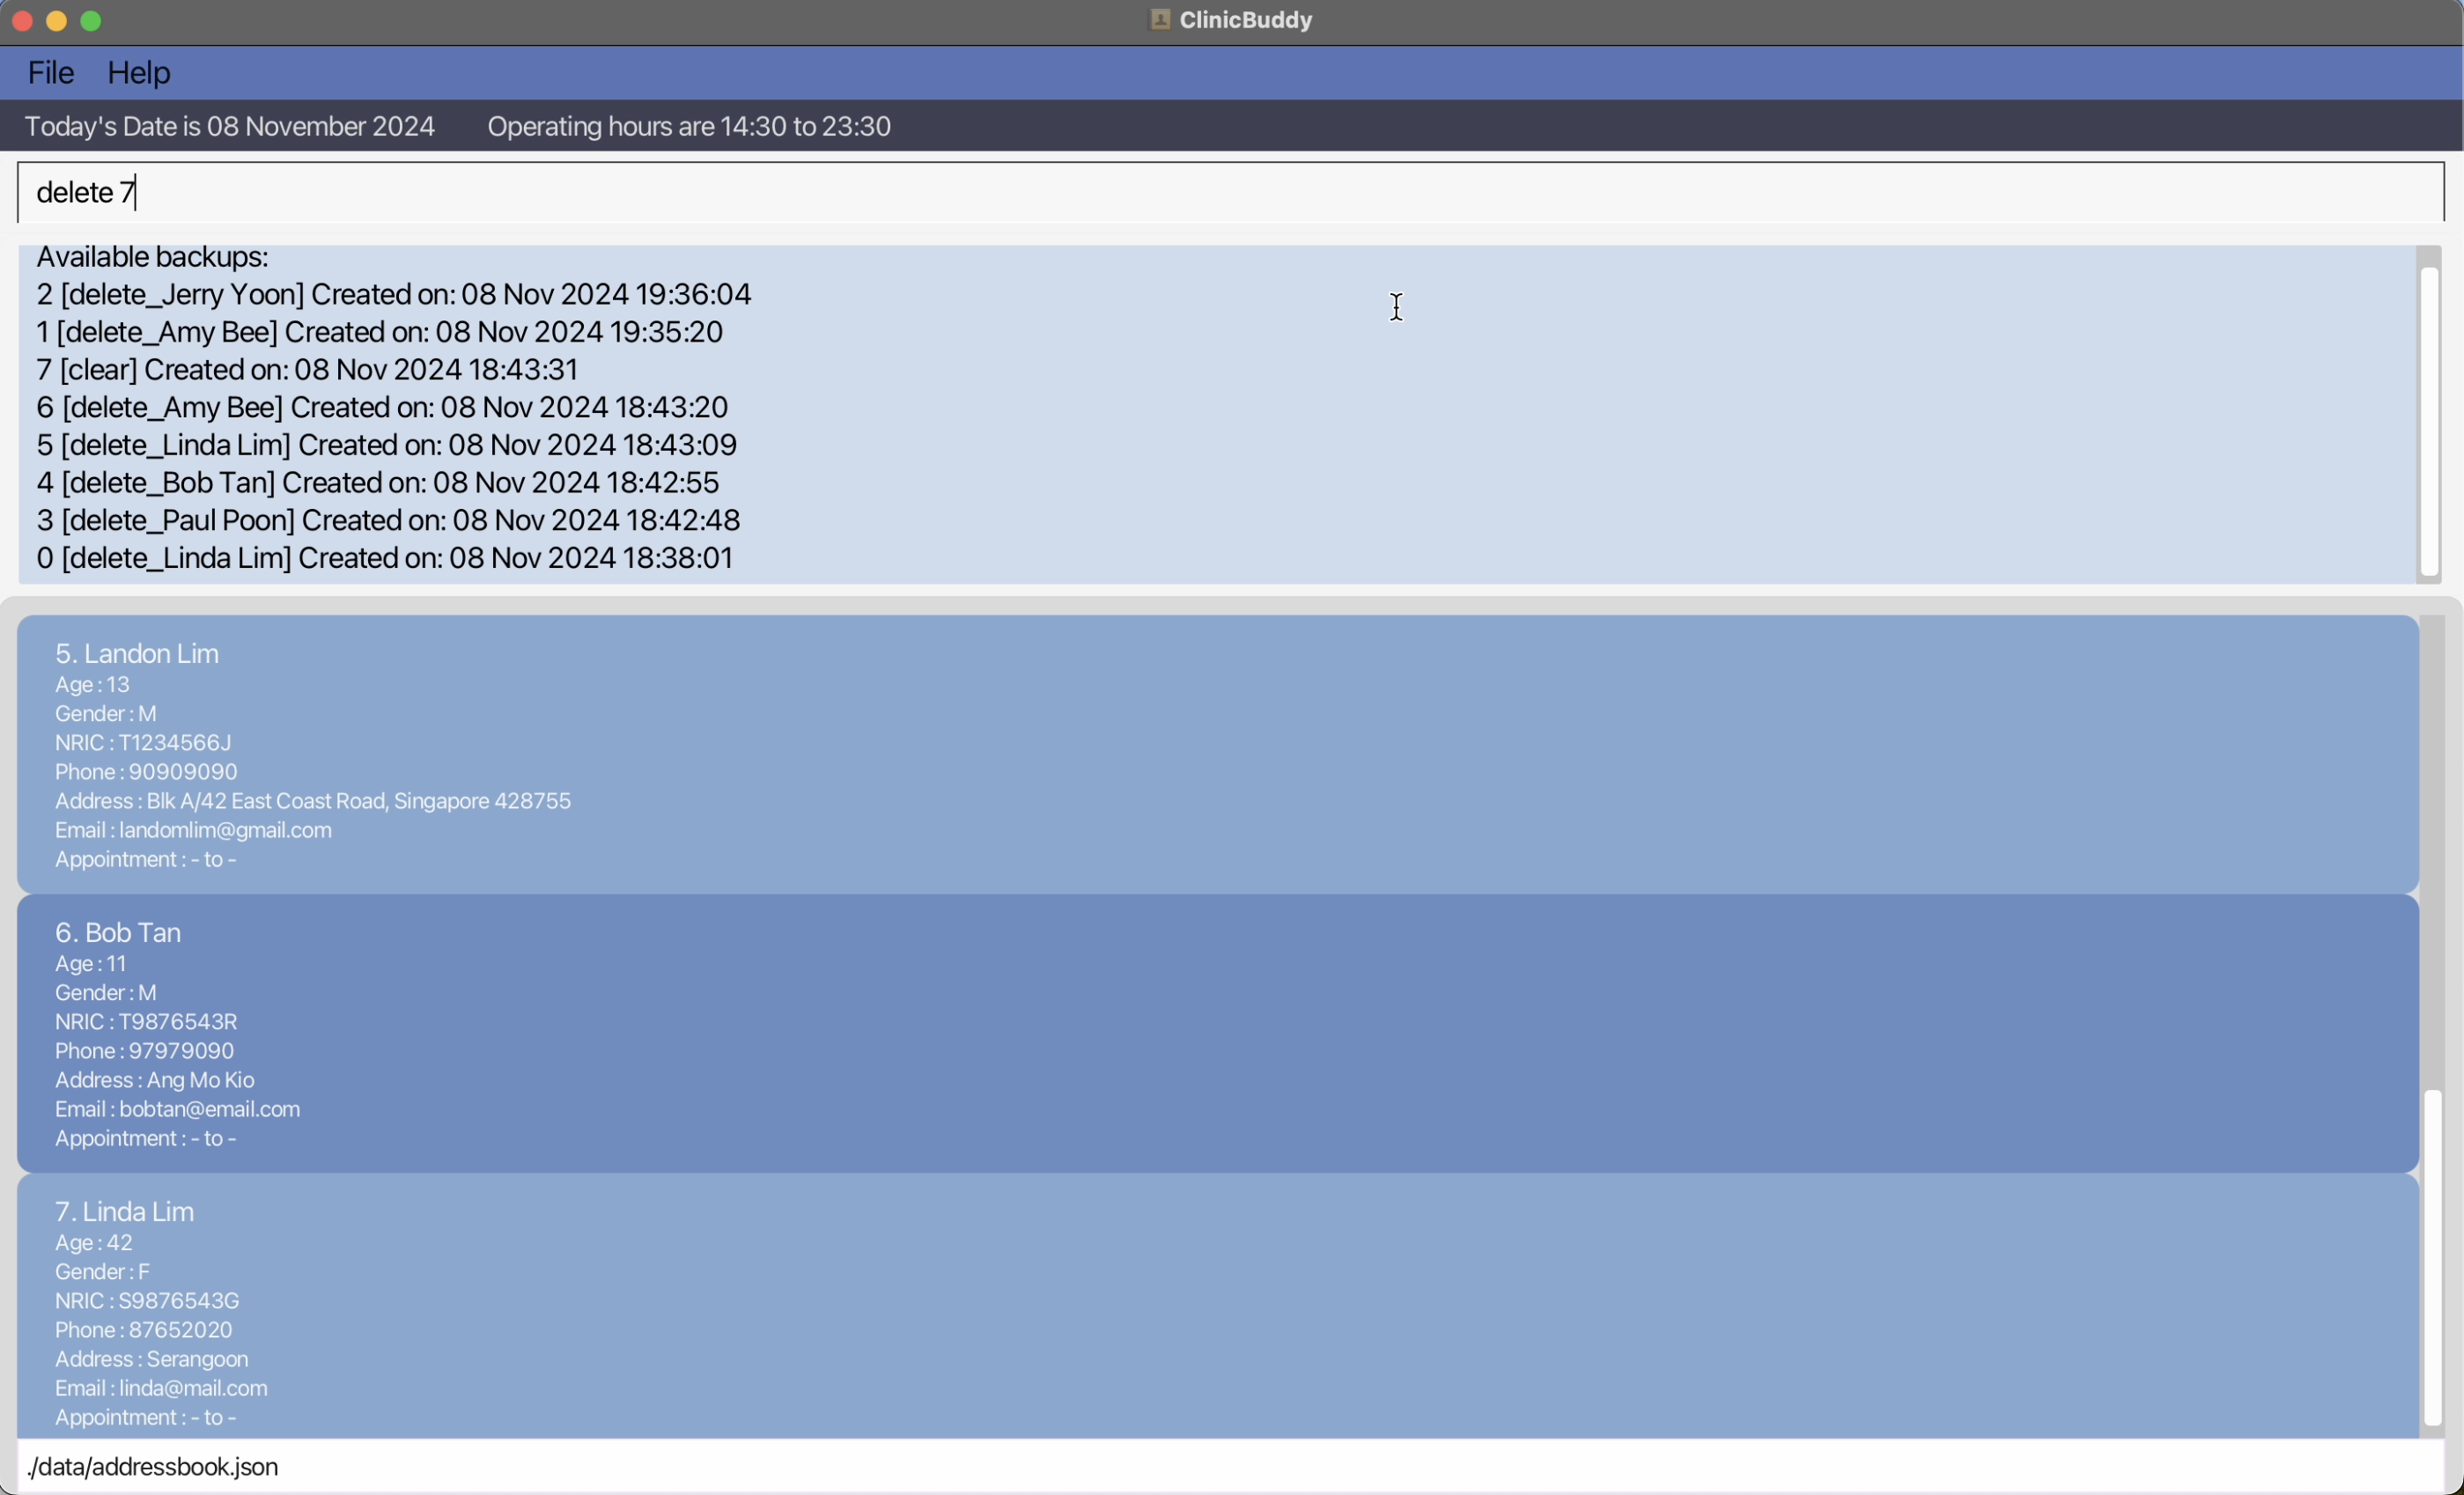 ClinicBuddy
File Help
Today's Date is 08 November 2024 Operating hours are 14:30 to 23:30
delete 7
Available backups:
2 [delete_Jerry Yoon] Created on: 08 Nov 2024 19:36:04
1 [delete_Amy Bee] Created on: 08 Nov 2024 19:35:20
7 [clear] Created on: 08 Nov 2024 18:43:31
6 [delete_Amy Bee] Created on: 08 Nov 2024 18:43:20
5 [delete_Linda Lim] Created on: 08 Nov 2024 18:43:09
4 [delete_Bob Tan] Created on: 08 Nov 2024 18:42:55
3 [delete_Paul Poon] Created on: 08 Nov 2024 18:42:48
0 [delete_Linda Lim] Created on: 08 Nov 2024 18:38:01
5. Landon Lim
Age : 13
Gender : M
NRIC : T1234566J
Phone : 90909090
Address : Blk A/42 East Coast Road, Singapore 428755
Email : landomlim@gmail.com
Appointment : - to -
6. Bob Tan
Age : 11
Gender : M
NRIC : T9876543R
Phone : 97979090
Address : Ang Mo Kio
Email : bobtan@email.com
Appointment : - to -
7. Linda Lim
Age : 42
Gender : F
NRIC : S9876543G
Phone : 87652020
Address : Serangoon
Email : linda@mail.com
Appointment : - to -
./data/addressbook.json